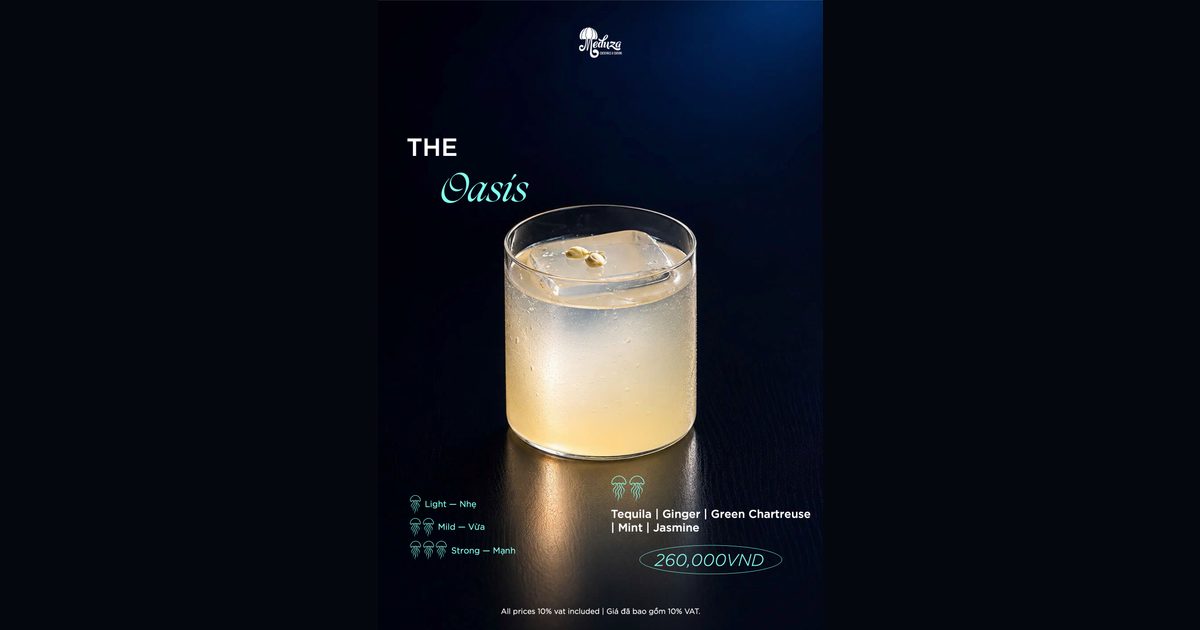 Meduza
THE
Oasis
Light — Nhẹ
Mild — Vừa
Strong — Mạnh
Tequila | Ginger | Green Chartreuse
| Mint | Jasmine
260,000VND
All prices 10% vat included | Giá đã bao gồm 10% VAT.